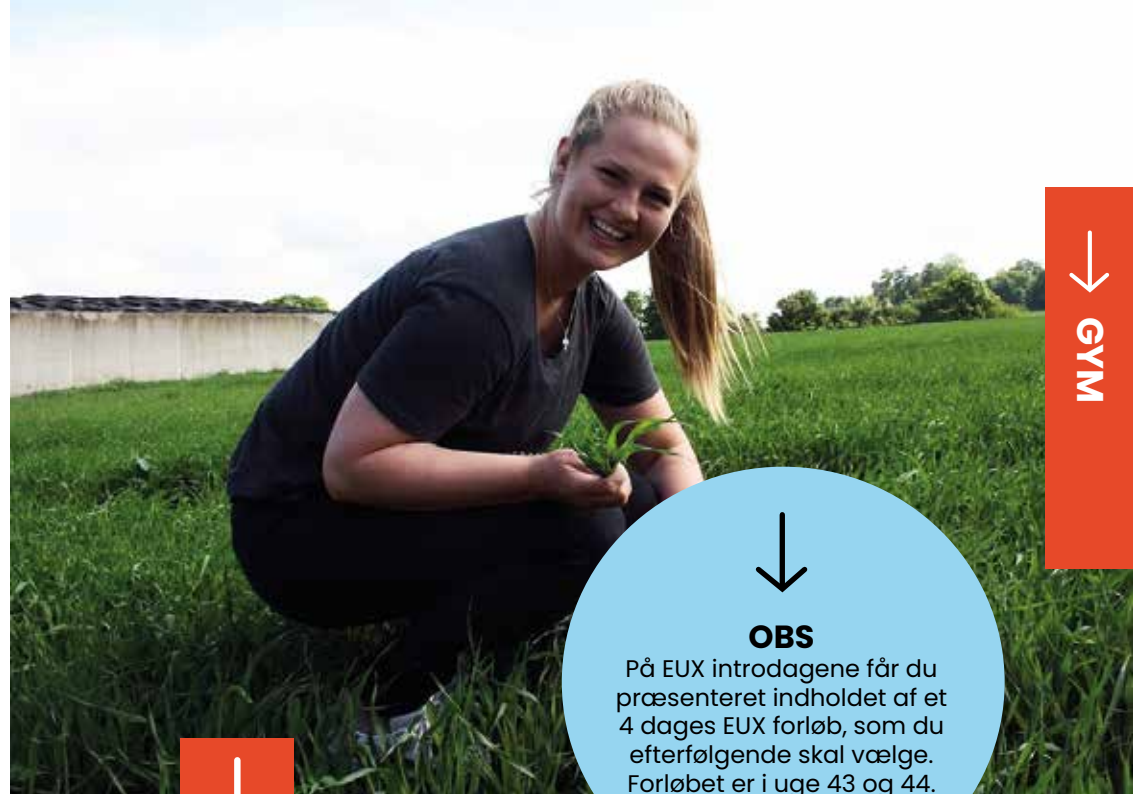 GYM
OBS
På EUX introdagene får du
præsenteret indholdet af et
4 dages EUX forløb, som du
efterfølgende skal vælge.
Forløbet er i uge 43 og 44.